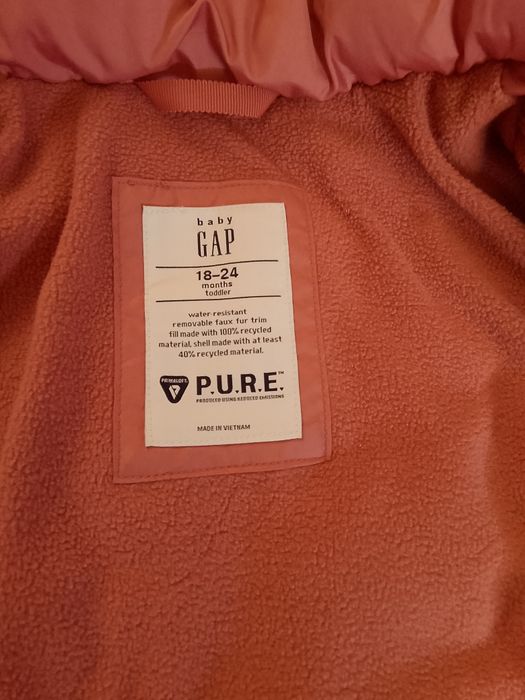 baby
GAP
18–24
months
toddler
water-resistant
removable faux fur trim
fill made with 100% recycled
material, shell made with at least
40% recycled material.
PRIMALOFT
P.U.R.E.™
PRODUCED USING REDUCED EMISSIONS
MADE IN VIETNAM